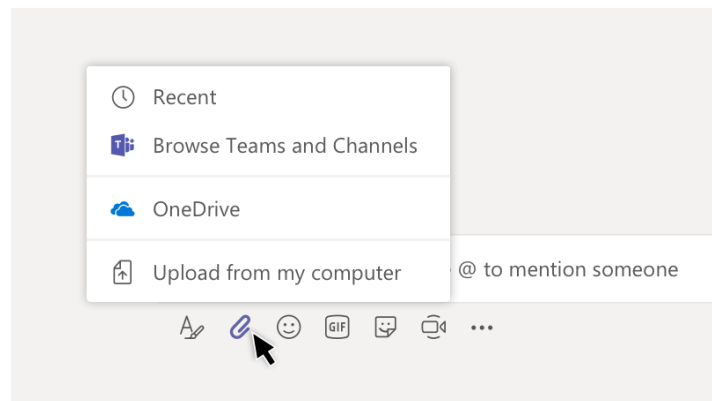 Recent
Browse Teams and Channels
OneDrive
Upload from my computer
@ to mention someone
GIF